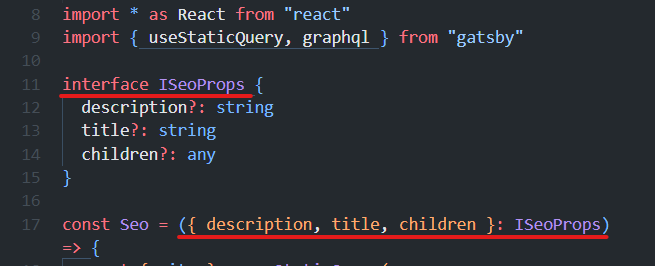 8 import * as React from "react"
9 import { useStaticQuery, graphql } from "gatsby"
10
11 interface ISeoProps {
12 description?: string
13 title?: string
14 children?: any
15 }
16
17 const Seo = ({ description, title, children }: ISeoProps)
=> {